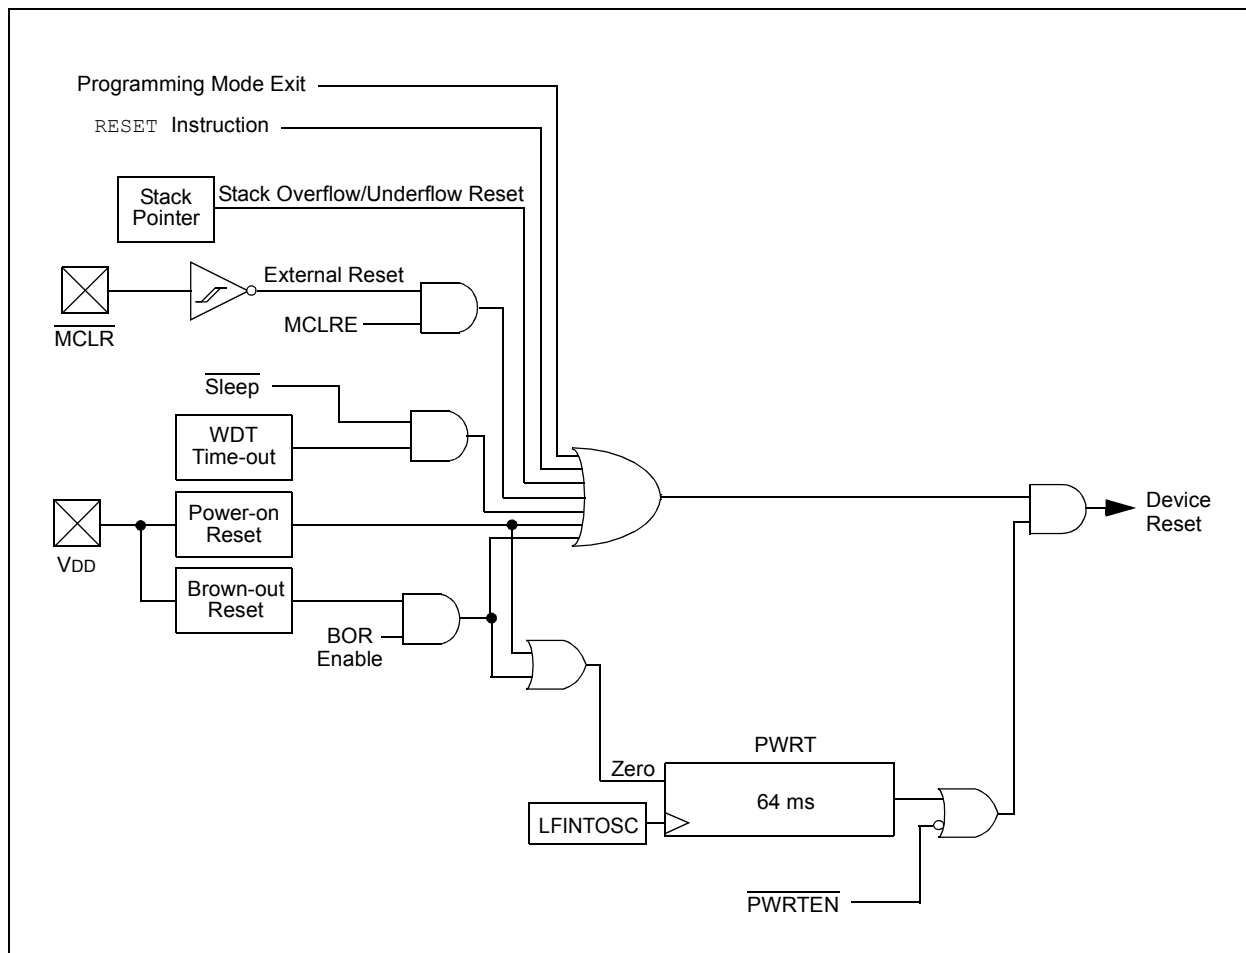 Programming Mode Exit
RESET Instruction
Stack
Pointer
Stack Overflow/Underflow Reset
External Reset
MCLR
MCLRE
Sleep
WDT
Time-out
Power-on
Reset
VDD
Brown-out
Reset
BOR
Enable
Device
Reset
PWRT
Zero
64 ms
LFINTOSC
PWRTEN